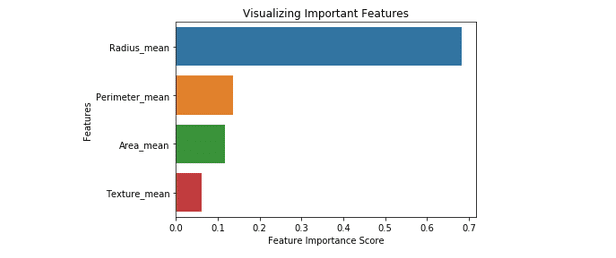 Visualizing Important Features
Radius_mean
Perimeter_mean
Area_mean
Texture_mean
Features
0.0 0.1 0.2 0.3 0.4 0.5 0.6 0.7
Feature Importance Score